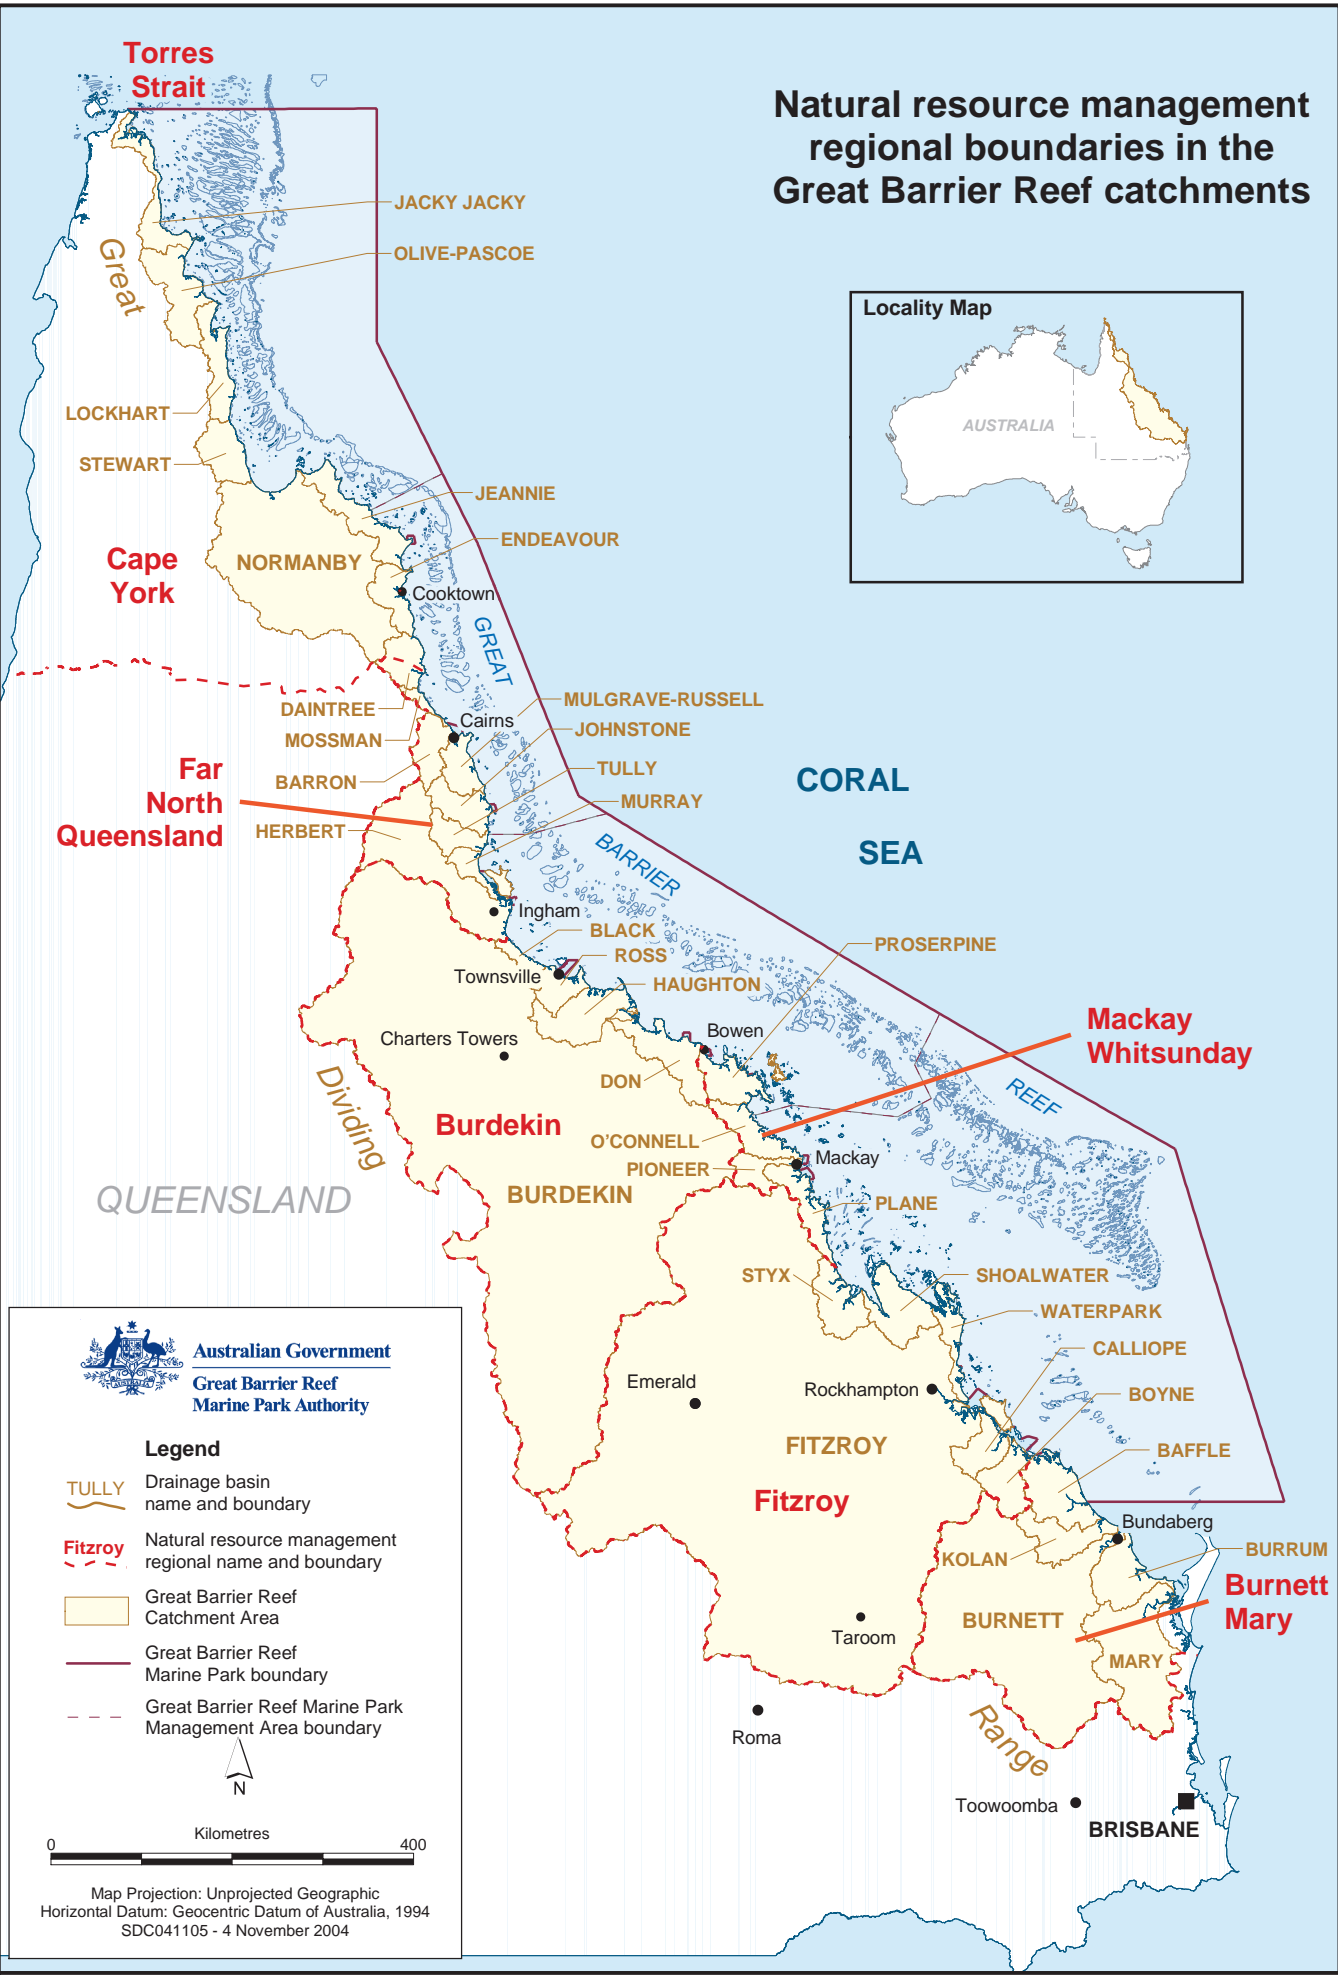 Natural resource management
regional boundaries in the
Great Barrier Reef catchments
Torres
Strait
JACKY JACKY
OLIVE-PASCOE
Great
Locality Map
AUSTRALIA
LOCKHART
STEWART
JEANNIE
ENDEAVOUR
NORMANBY
Cape
York
Cooktown
GREAT
DAINTREE
MOSSMAN
BARRON
HERBERT
Cairns
MULGRAVE-RUSSELL
JOHNSTONE
TULLY
MURRAY
Far
North
Queensland
CORAL
SEA
BARRIER
Ingham
BLACK
ROSS
HAUGHTON
Townsville
PROSERPINE
Charters Towers
Bowen
Mackay
Whitsunday
DON
REEF
Dividing
Burdekin
O'CONNELL
PIONEER
Mackay
BURDEKIN
QUEENSLAND
PLANE
STYX
SHOALWATER
WATERPARK
CALLIOPE
BOYNE
BAFFLE
Emerald
Rockhampton
FITZROY
Fitzroy
Bundaberg
KOLAN
BURRUM
Burnett
Mary
BURNETT
MARY
Taroom
Roma
Range
Toowoomba
BRISBANE
Australian Government
Great Barrier Reef
Marine Park Authority
Legend
TULLY
Drainage basin
name and boundary
Fitzroy
Natural resource management
regional name and boundary
Great Barrier Reef
Catchment Area
Great Barrier Reef
Marine Park boundary
Great Barrier Reef Marine Park
Management Area boundary
N
Kilometres
0 400
Map Projection: Unprojected Geographic
Horizontal Datum: Geocentric Datum of Australia, 1994
SDC041105 - 4 November 2004